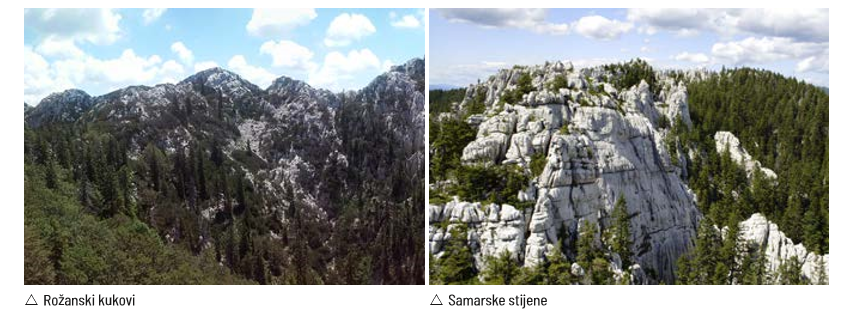 △ Rožanski kukovi
△ Samarske stijene